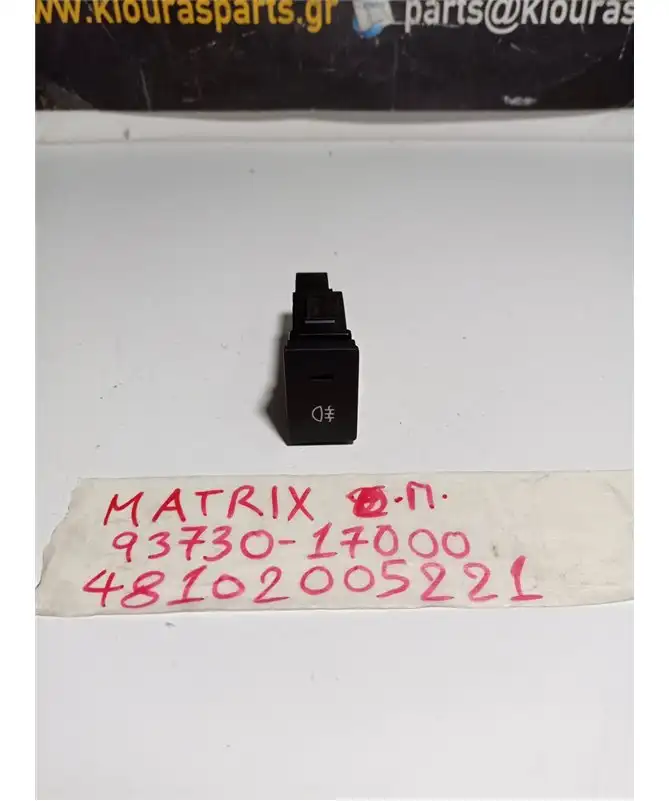 www.kiourasparts.gr parts@kiouras
MATRIX Θ.Π.
93730-17000
48102005221